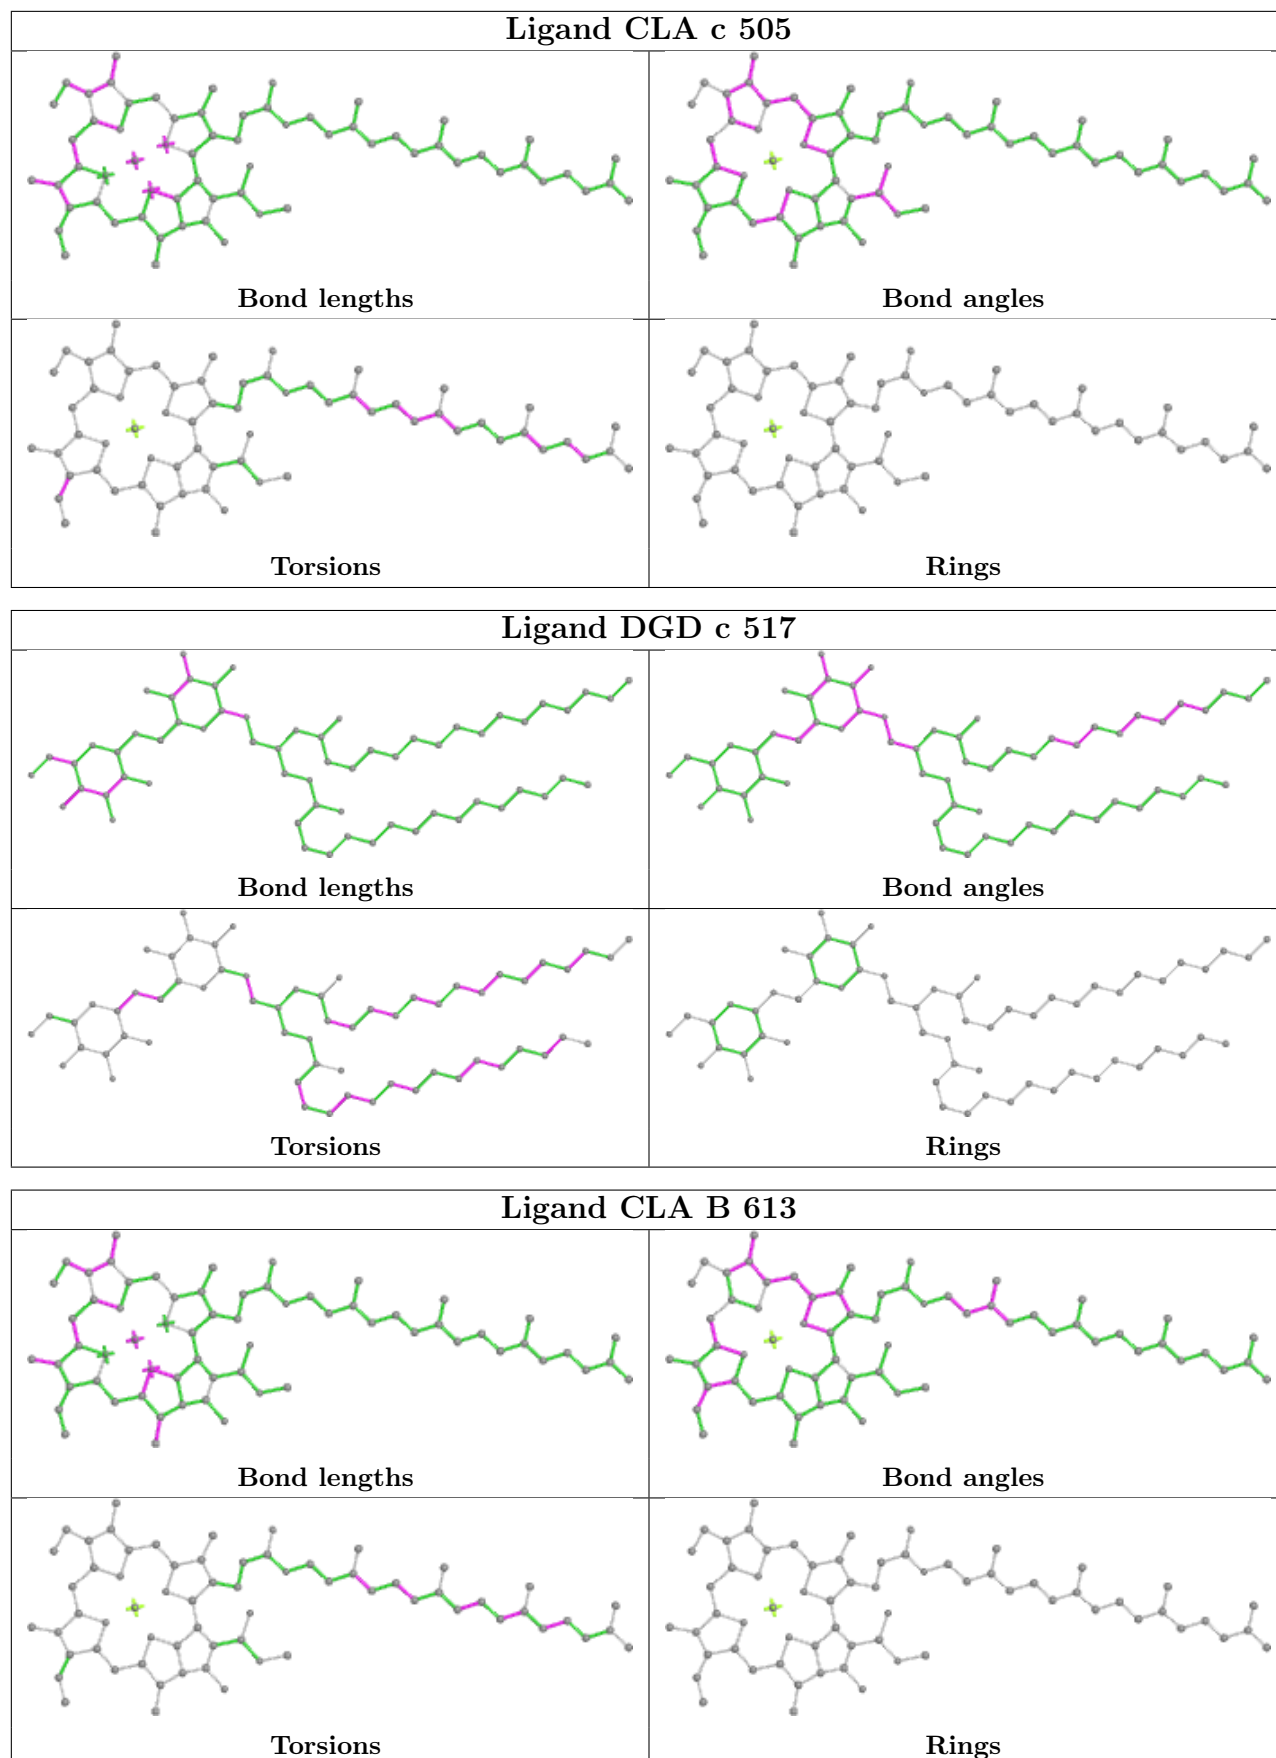 Ligand CLA c 505
Bond lengths
Bond angles
Torsions
Rings
Ligand DGD c 517
Bond lengths
Bond angles
Torsions
Rings
Ligand CLA B 613
Bond lengths
Bond angles
Torsions
Rings